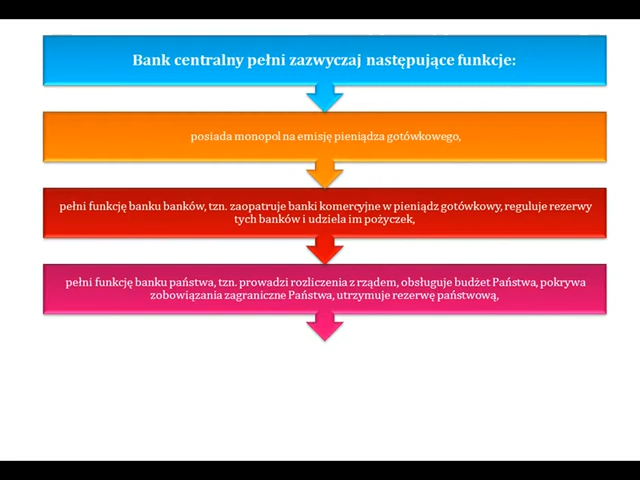 Bank centralny pełni zazwyczaj następujące funkcje:
posiada monopol na emisję pieniądza gotówkowego,
pełni funkcję banku banków, tzn. zaopatruje banki komercyjne w pieniądz gotówkowy, reguluje rezerwy
tych banków i udziela im pożyczek,
pełni funkcję banku państwa, tzn. prowadzi rozliczenia z rządem, obsługuje budżet Państwa, pokrywa
zobowiązania zagraniczne Państwa, utrzymuje rezerwę państwową,